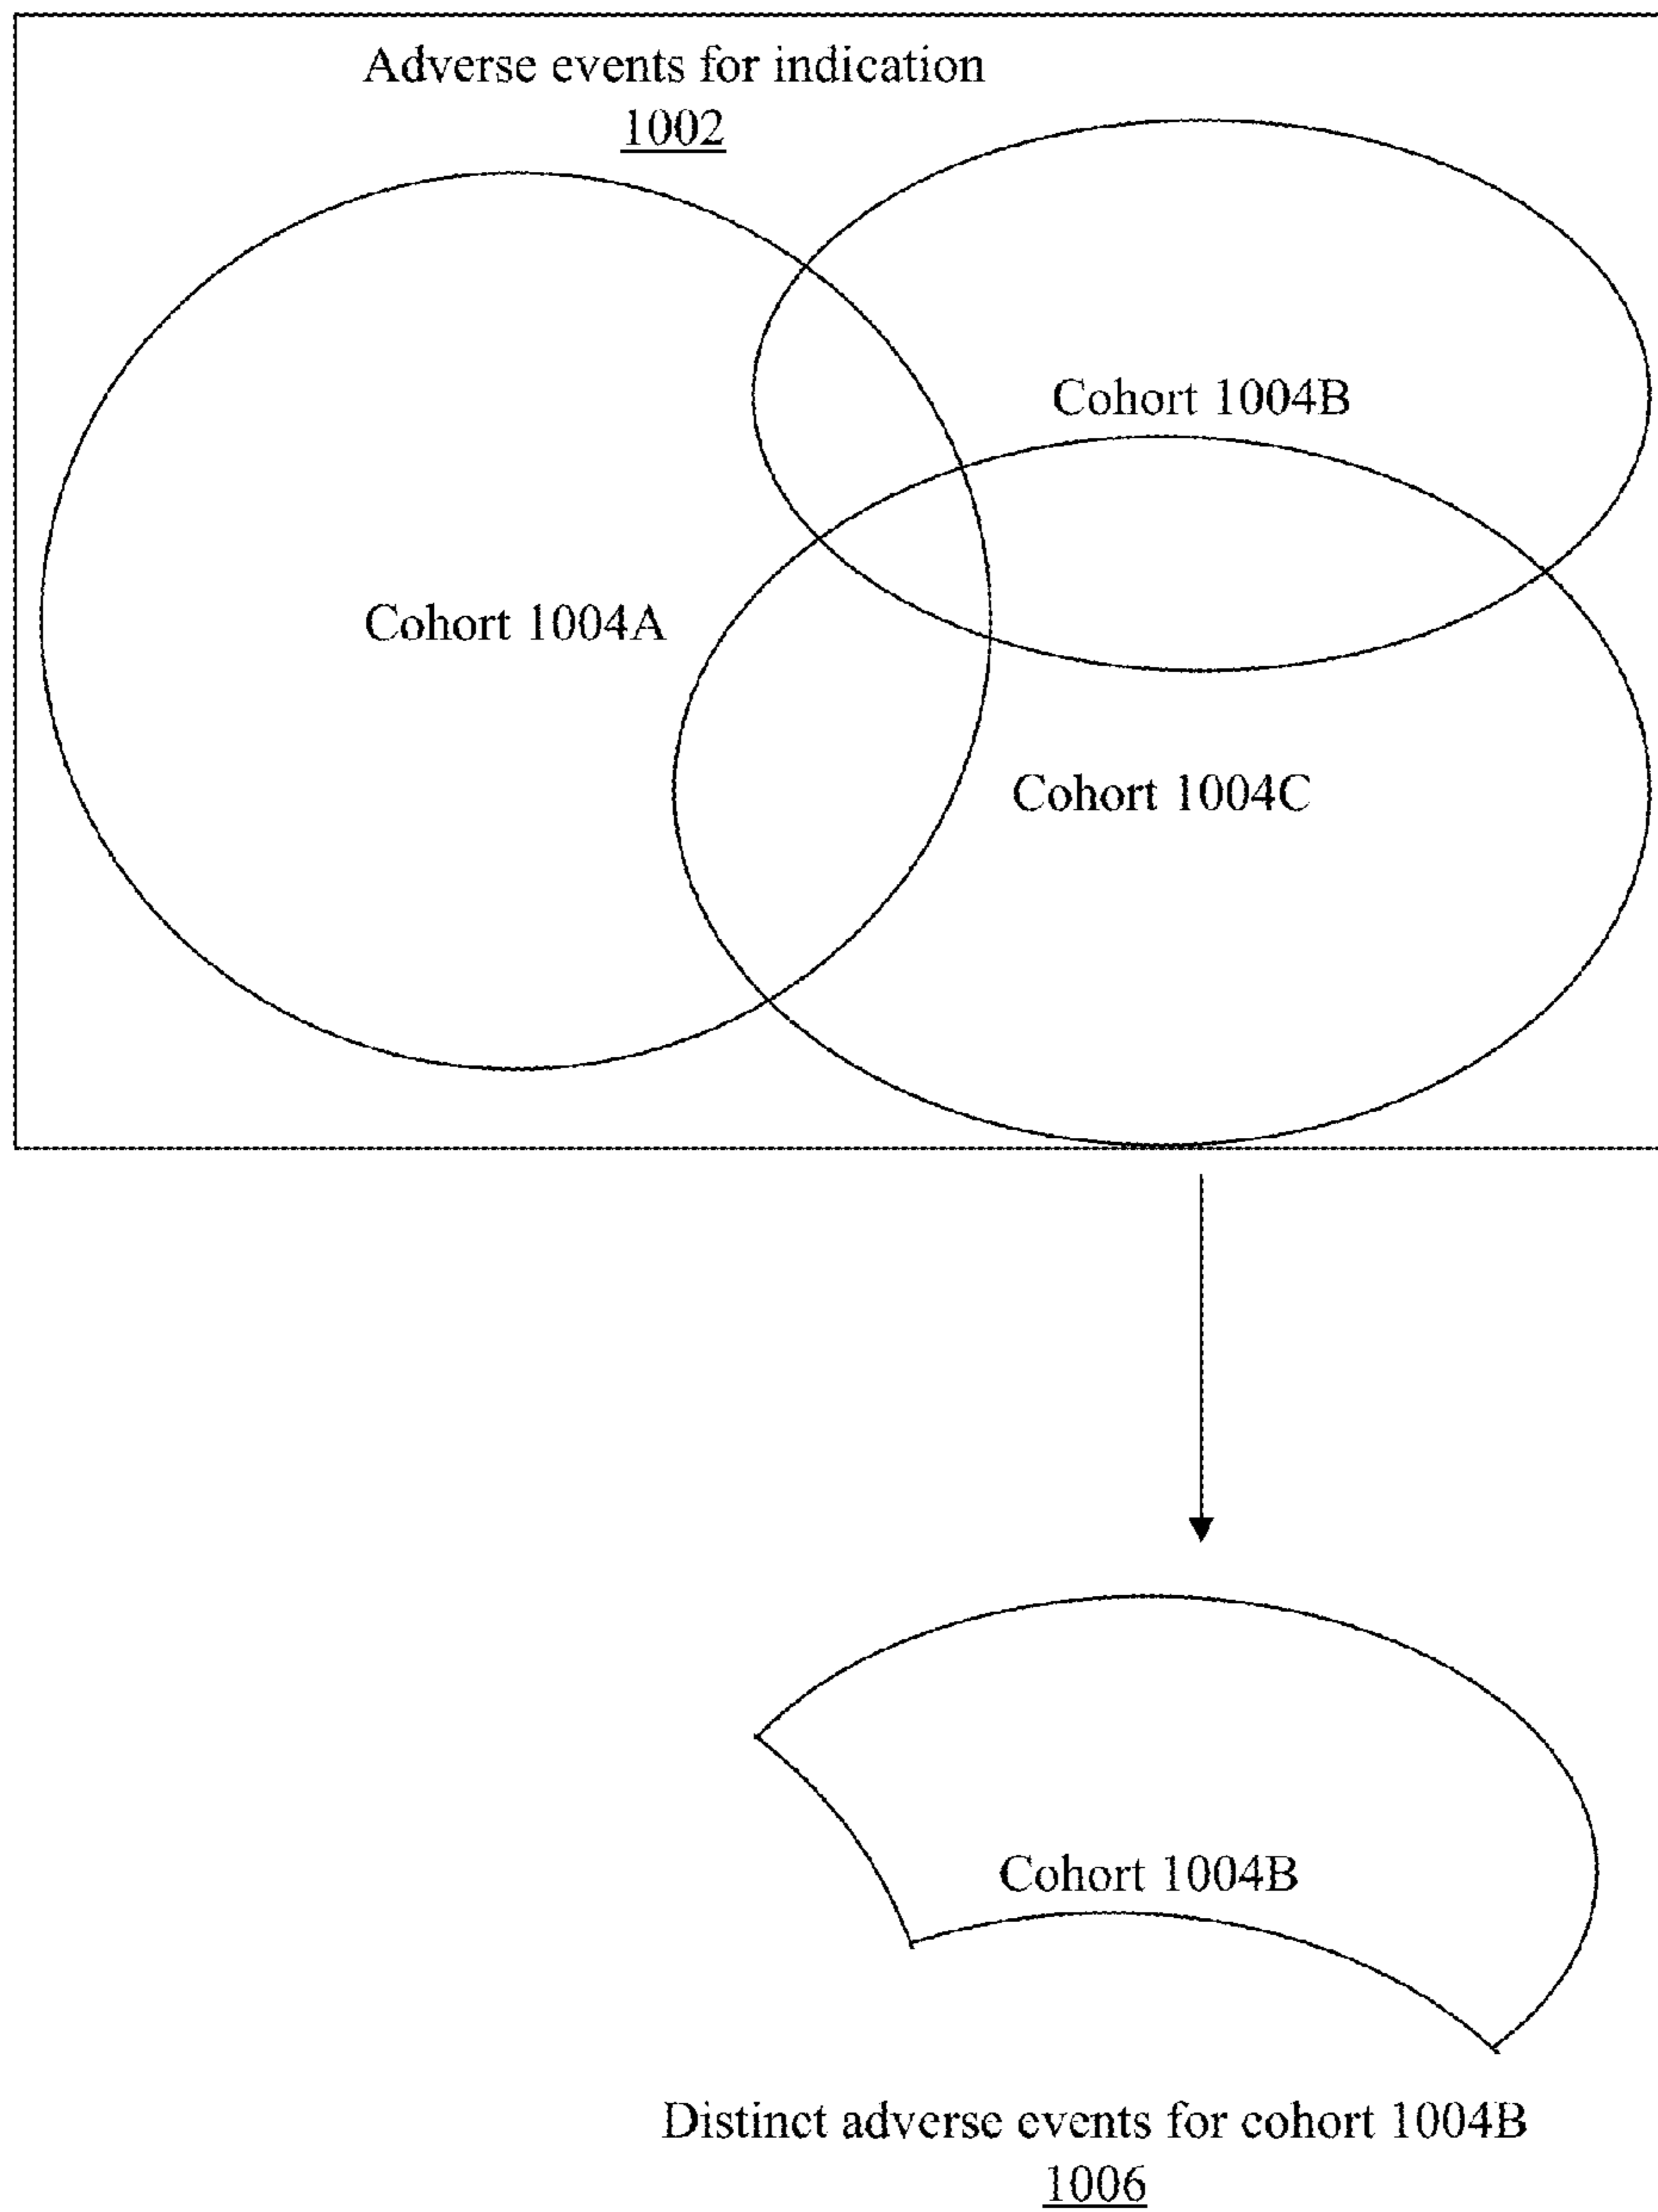 Adverse events for indication
1002
Cohort 1004B
Cohort 1004A
Cohort 1004C
Cohort 1004B
Distinct adverse events for cohort 1004B
1006